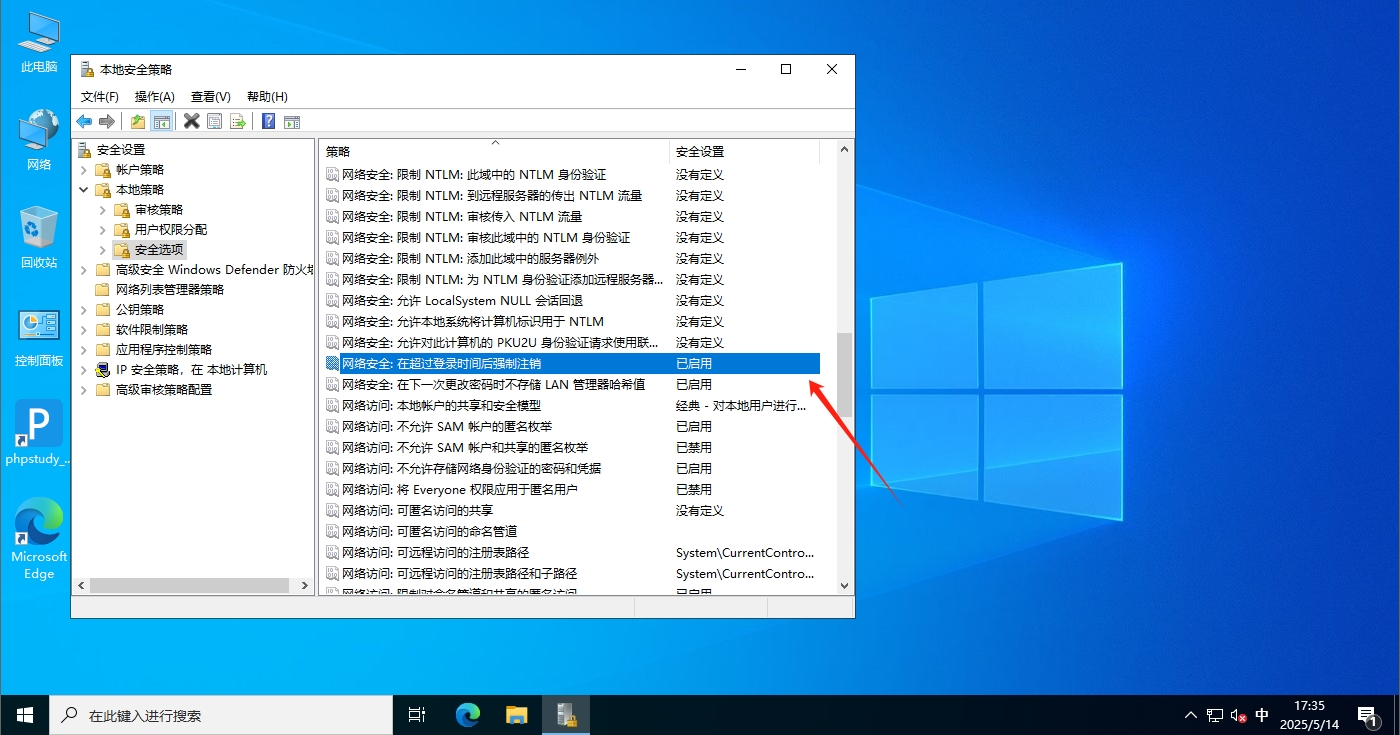 此电脑
网络
回收站
控制面板
phpstudy_...
Microsoft
Edge
本地安全策略
文件(F) 操作(A) 查看(V) 帮助(H)
安全设置
帐户策略
本地策略
审核策略
用户权限分配
安全选项
高级安全 Windows Defender 防火
网络列表管理器策略
公钥策略
软件限制策略
应用程序控制策略
IP 安全策略，在 本地计算机
高级审核策略配置
策略 安全设置
网络安全: 限制 NTLM: 此域中的 NTLM 身份验证 没有定义
网络安全: 限制 NTLM: 到远程服务器的传出 NTLM 流量 没有定义
网络安全: 限制 NTLM: 审核传入 NTLM 流量 没有定义
网络安全: 限制 NTLM: 审核此域中的 NTLM 身份验证 没有定义
网络安全: 限制 NTLM: 添加此域中的服务器例外 没有定义
网络安全: 限制 NTLM: 为 NTLM 身份验证添加远程服务器... 没有定义
网络安全: 允许 LocalSystem NULL 会话回退 没有定义
网络安全: 允许本地系统将计算机标识用于 NTLM 没有定义
网络安全: 允许对此计算机的 PKU2U 身份验证请求使用联... 没有定义
网络安全: 在超过登录时间后强制注销 已启用
网络安全: 在下一次更改密码时不存储 LAN 管理器哈希值 已启用
网络访问: 本地帐户的共享和安全模型 经典 - 对本地用户进行...
网络访问: 不允许 SAM 帐户的匿名枚举 已启用
网络访问: 不允许 SAM 帐户和共享的匿名枚举 已禁用
网络访问: 不允许存储网络身份验证的密码和凭据 已启用
网络访问: 将 Everyone 权限应用于匿名用户 已禁用
网络访问: 可匿名访问的共享 没有定义
网络访问: 可匿名访问的命名管道
网络访问: 可远程访问的注册表路径 System\CurrentContro...
网络访问: 可远程访问的注册表路径和子路径 System\CurrentContro...
网络访问: 限制对命名管道和共享的匿名访问 已启用
在此键入进行搜索
中
17:35
2025/5/14
1